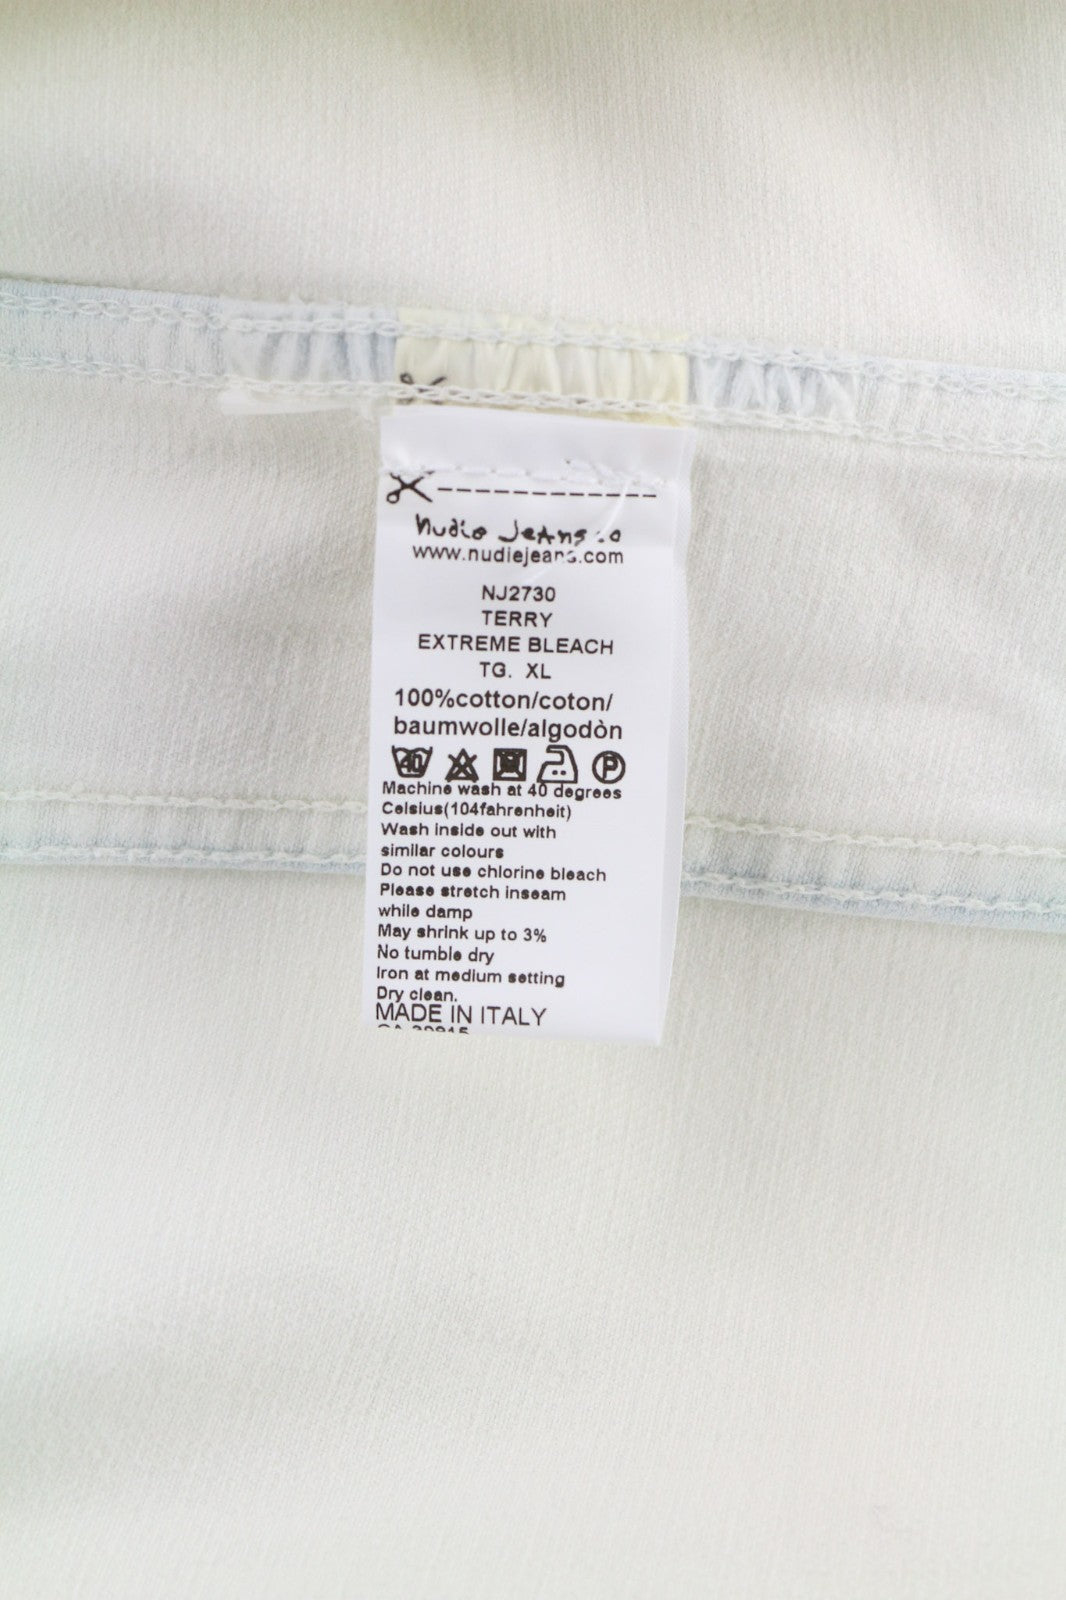 Nudie Jeans co
www.nudiejeans.com
NJ2730
TERRY
EXTREME BLEACH
TG. XL
100%cotton/coton/
baumwolle/algodòn
40 P
Machine wash at 40 degrees
Celsius(104fahrenheit)
Wash inside out with
similar colours
Do not use chlorine bleach
Please stretch inseam
while damp
May shrink up to 3%
No tumble dry
Iron at medium setting
Dry clean.
MADE IN ITALY